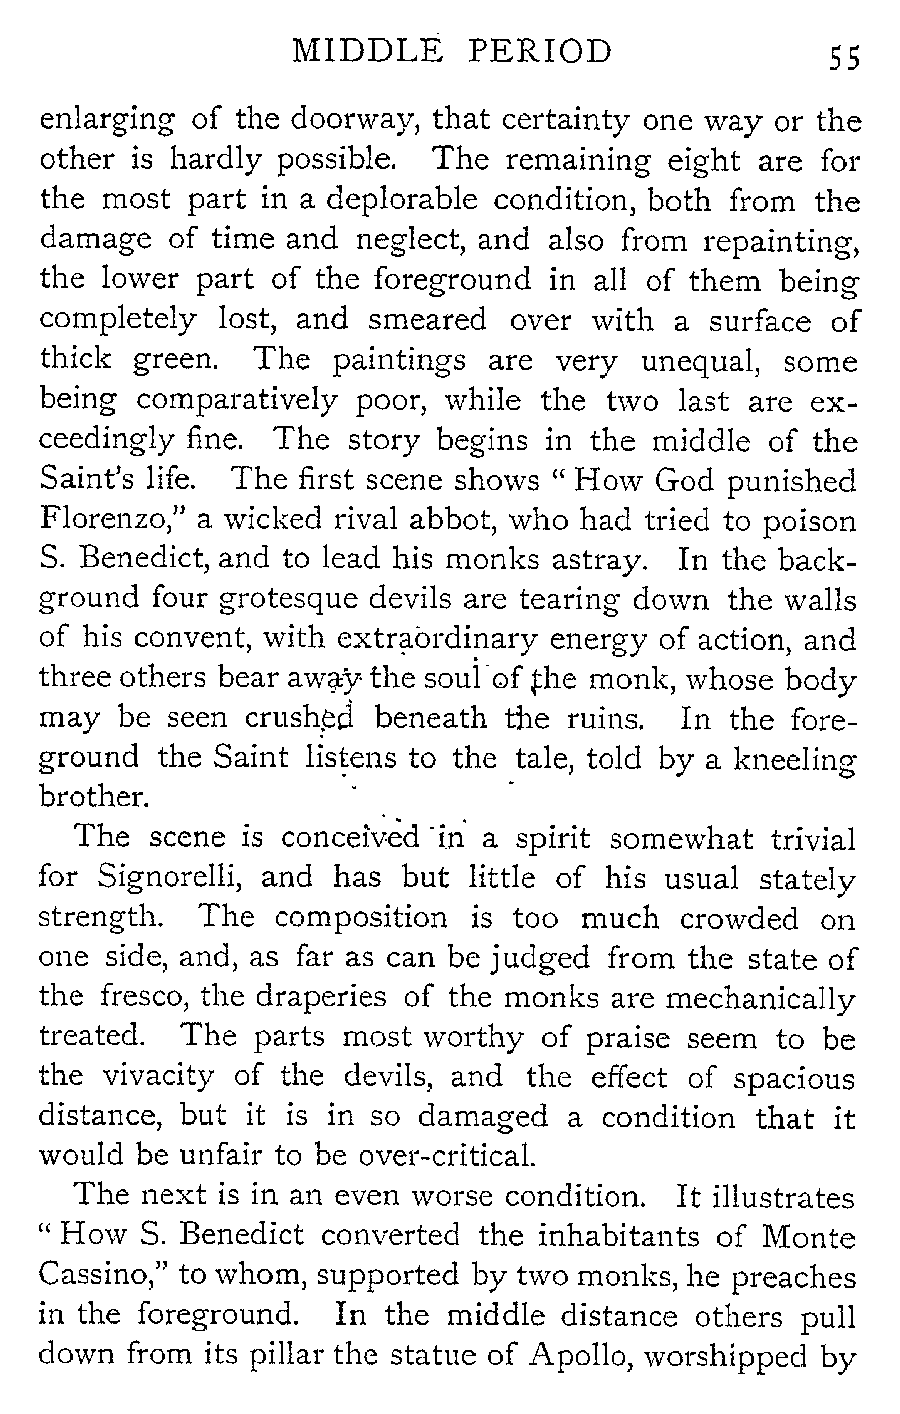 MIDDLE PERIOD 55
enlarging of the doorway, that certainty one way or the
other is hardly possible. The remaining eight are for
the most part in a deplorable condition, both from the
damage of time and neglect, and also from repainting,
the lower part of the foreground in all of them being
completely lost, and smeared over with a surface of
thick green. The paintings are very unequal, some
being comparatively poor, while the two last are ex-
ceedingly fine. The story begins in the middle of the
Saint's life. The first scene shows " How God punished
Florenzo," a wicked rival abbot, who had tried to poison
S. Benedict, and to lead his monks astray. In the back-
ground four grotesque devils are tearing down the walls
of his convent, with extraordinary energy of action, and
three others bear away the soul of the monk, whose body
may be seen crushed beneath the ruins. In the fore-
ground the Saint listens to the tale, told by a kneeling
brother.
The scene is conceived in a spirit somewhat trivial
for Signorelli, and has but little of his usual stately
strength. The composition is too much crowded on
one side, and, as far as can be judged from the state of
the fresco, the draperies of the monks are mechanically
treated. The parts most worthy of praise seem to be
the vivacity of the devils, and the effect of spacious
distance, but it is in so damaged a condition that it
would be unfair to be over-critical.
The next is in an even worse condition. It illustrates
" How S. Benedict converted the inhabitants of Monte
Cassino," to whom, supported by two monks, he preaches
in the foreground. In the middle distance others pull
down from its pillar the statue of Apollo, worshipped by